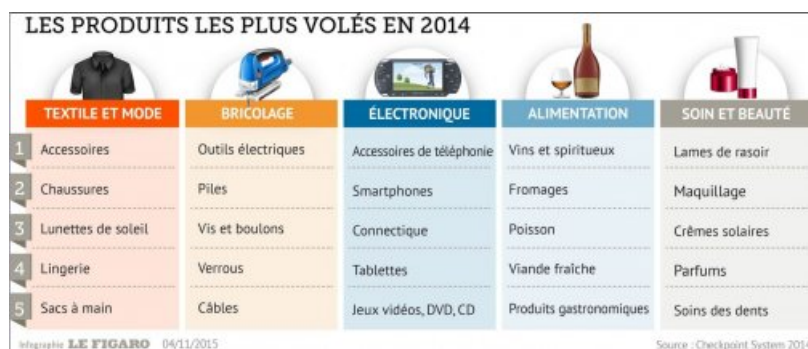 LES PRODUITS LES PLUS VOLÉS EN 2014
TEXTILE ET MODE BRICOLAGE ÉLECTRONIQUE ALIMENTATION SOIN ET BEAUTÉ
1 Accessoires Outils électriques Accessoires de téléphonie Vins et spiritueux Lames de rasoir
2 Chaussures Piles Smartphones Fromages Maquillage
3 Lunettes de soleil Vis et boulons Connectique Poisson Crêmes solaires
4 Lingerie Verrous Tablettes Viande fraîche Parfums
5 Sacs à main Câbles Jeux vidéos, DVD, CD Produits gastronomiques Soins des dents
Infographie LE FIGARO 04/11/2015 Source : Checkpoint System 2014